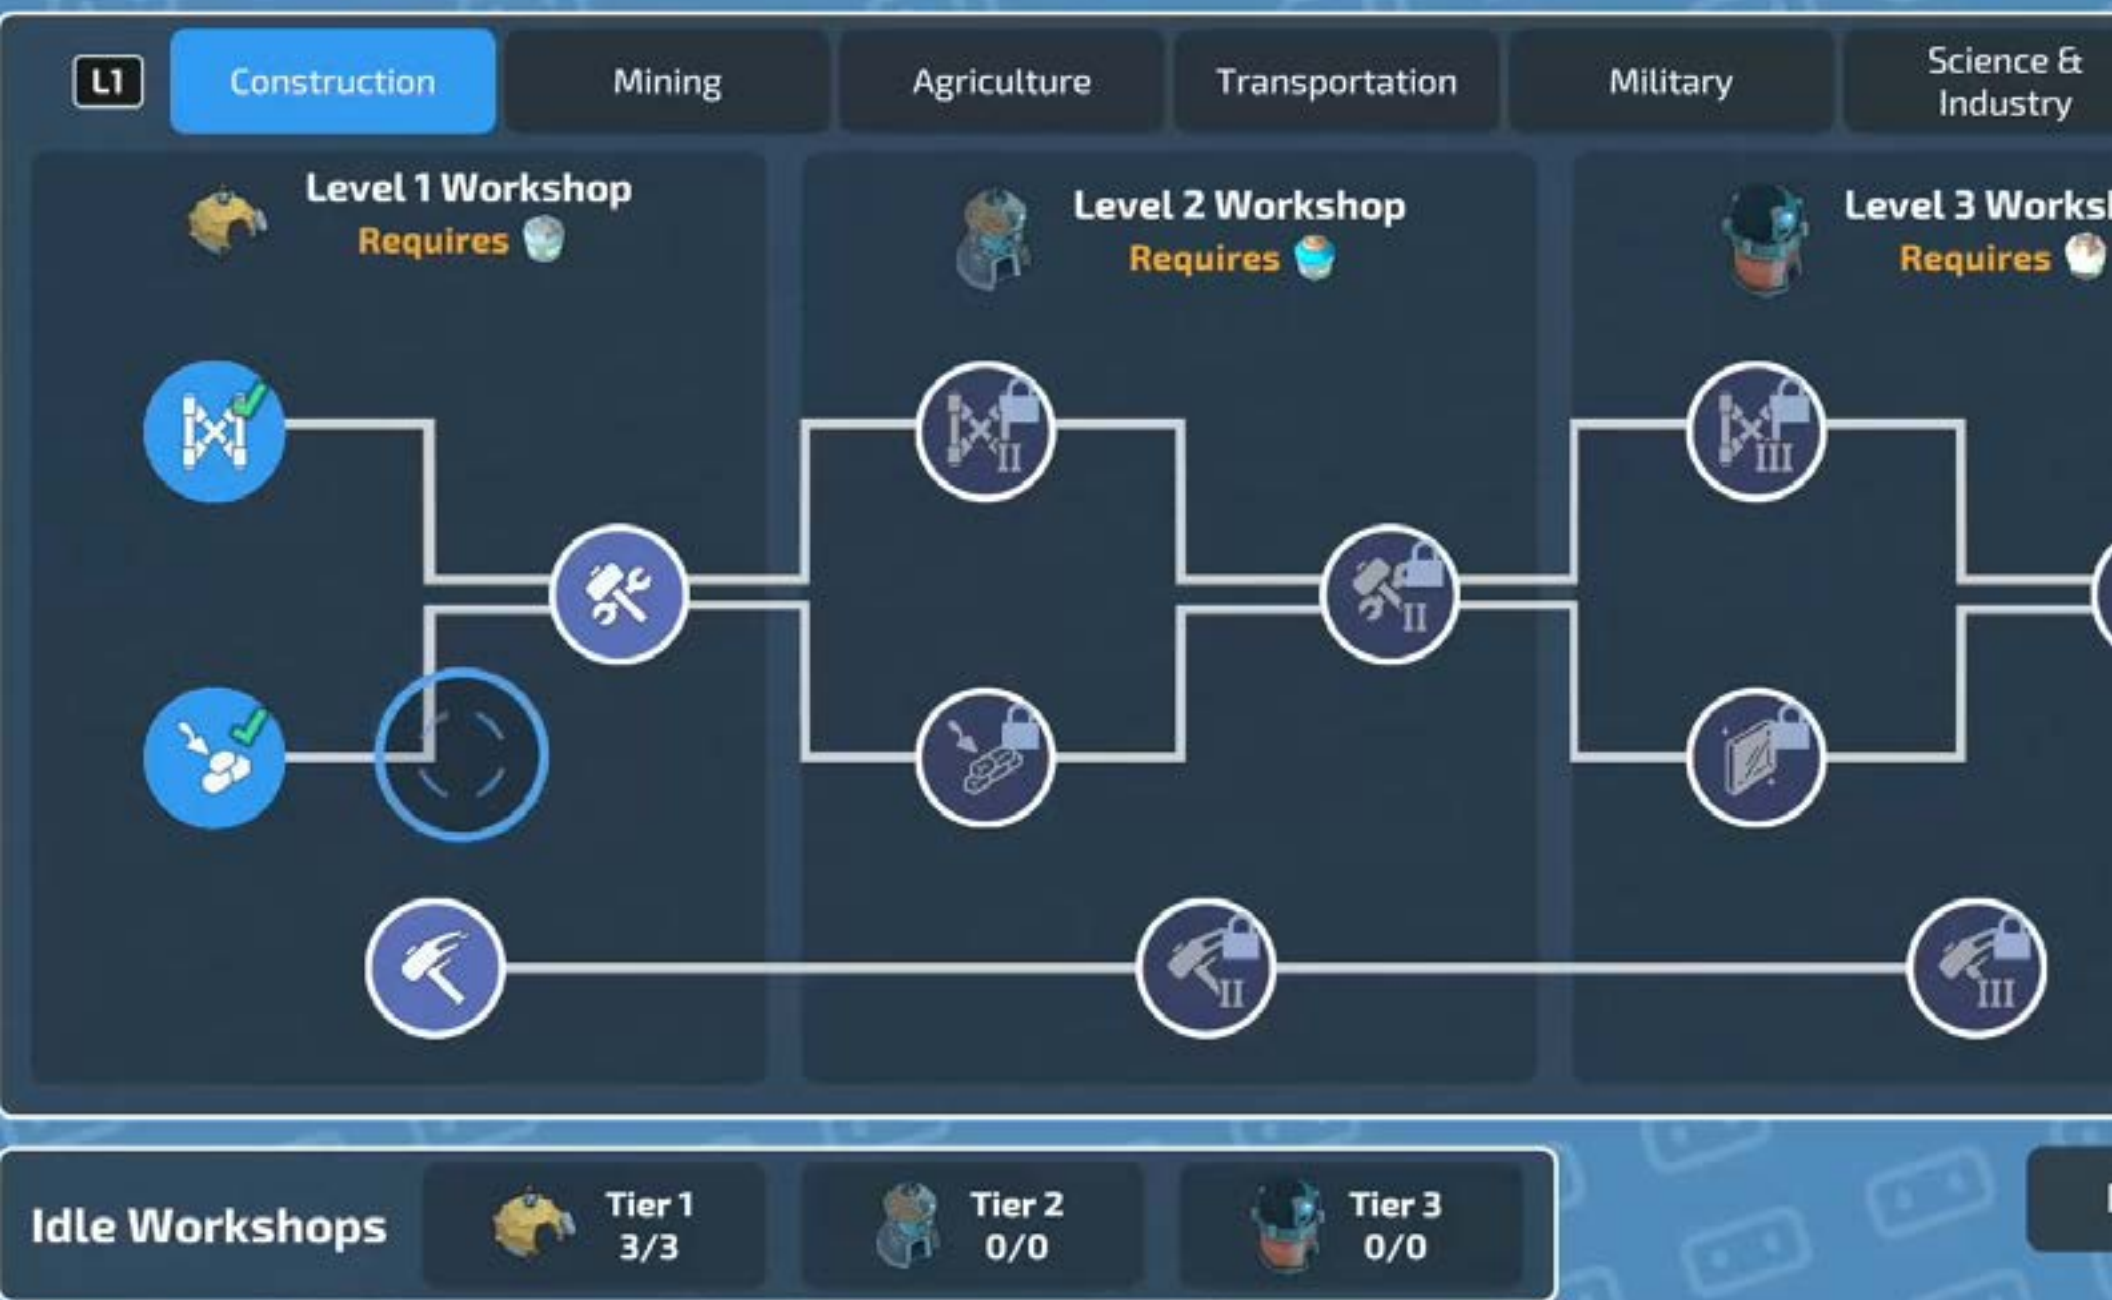 L1
Construction
Mining
Agriculture
Transportation
Military
Science &
Industry
Level 1 Workshop
Requires
Level 2 Workshop
Requires
Level 3 Works
Requires
II
III
II
II
III
Idle Workshops
Tier 1
3/3
Tier 2
0/0
Tier 3
0/0